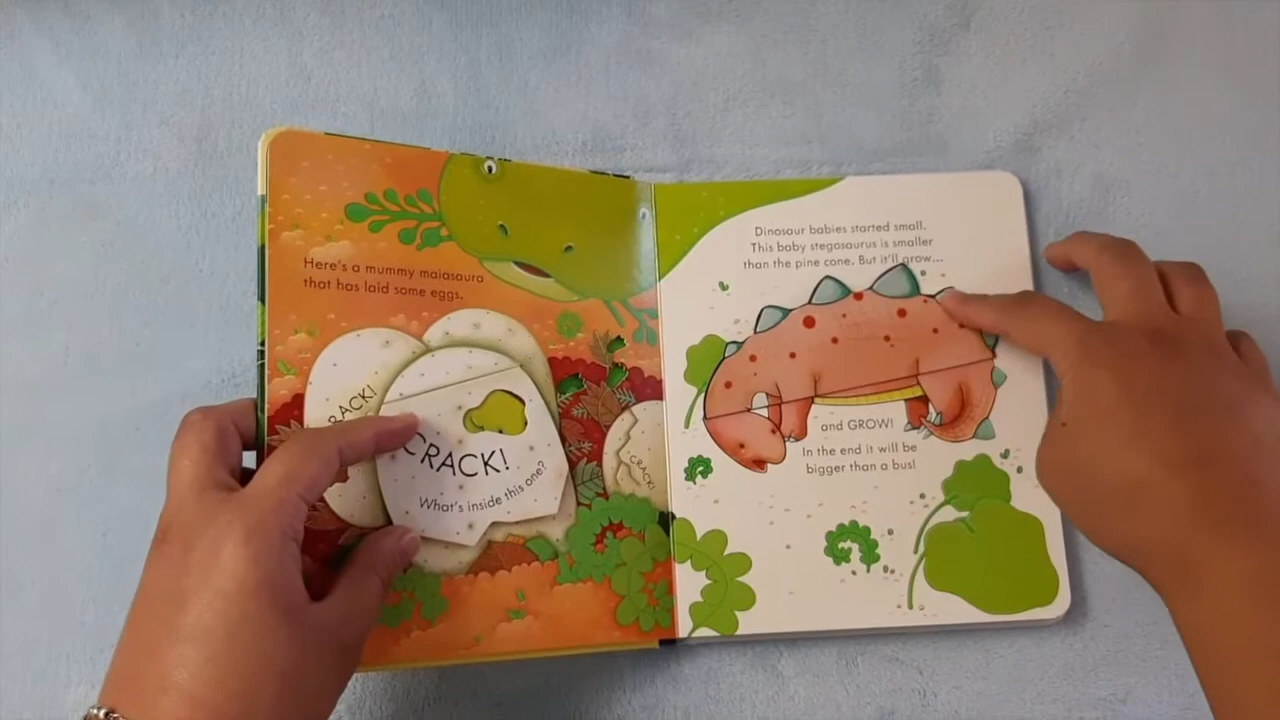 Here's a mummy maiasaura
that has laid some eggs.
CRACK!
What's inside this one?
CRACK!
Dinosaur babies started small.
This baby stegosaurus is smaller
than the pine cone. But it'll grow...
and GROW!
In the end it will be
bigger than a bus!